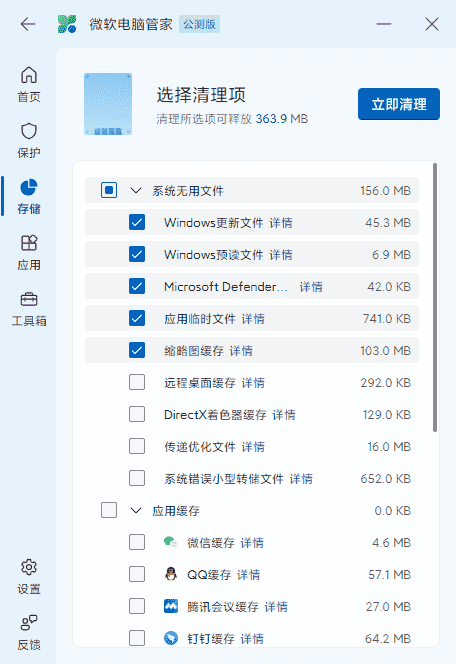 微软电脑管家 公测版
首页
保护
存储
应用
工具箱
设置
反馈
选择清理项
清理所选项可释放 363.9 MB
立即清理
系统无用文件 156.0 MB
Windows更新文件 详情 45.3 MB
Windows预读文件 详情 6.9 MB
Microsoft Defender... 详情 42.0 KB
应用临时文件 详情 741.0 KB
缩略图缓存 详情 103.0 MB
远程桌面缓存 详情 292.0 KB
DirectX着色器缓存 详情 129.0 KB
传递优化文件 详情 16.0 MB
系统错误小型转储文件 详情 652.0 KB
应用缓存 0.0 KB
微信缓存 详情 4.6 MB
QQ缓存 详情 57.1 MB
腾讯会议缓存 详情 27.0 MB
钉钉缓存 详情 64.2 MB